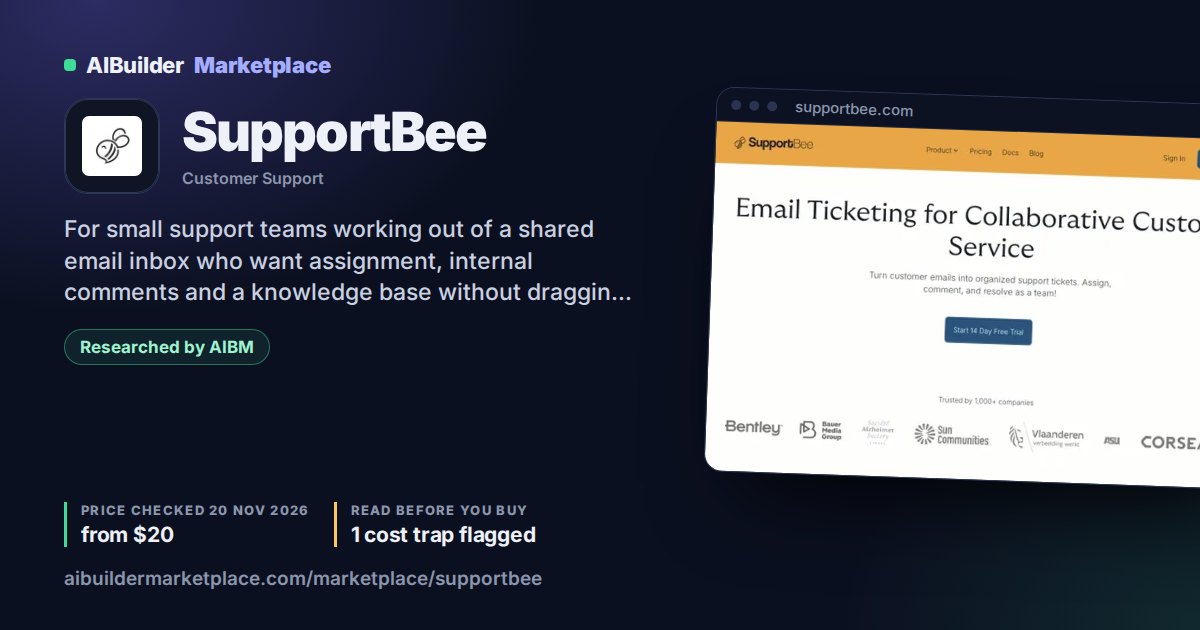 AIBuilder Marketplace
SupportBee
Customer Support
For small support teams working out of a shared
email inbox who want assignment, internal
comments and a knowledge base without draggin...
Researched by AIBM
PRICE CHECKED 20 NOV 2026
from $20
READ BEFORE YOU BUY
1 cost trap flagged
aibuildermarketplace.com/marketplace/supportbee
supportbee.com
SupportBee
Product
Pricing
Docs
Blog
Sign In
Email Ticketing for Collaborative Custo
Service
Turn customer emails into organized support tickets. Assign,
comment, and resolve as a team!
Start 14 Day Free Trial
Trusted by 1,000+ companies
Bentley
Bauer
Media
Group
Alzheimer
Society
Sun
Communities
Vlaanderen
verbeelding werkt
ASU
CORSEA